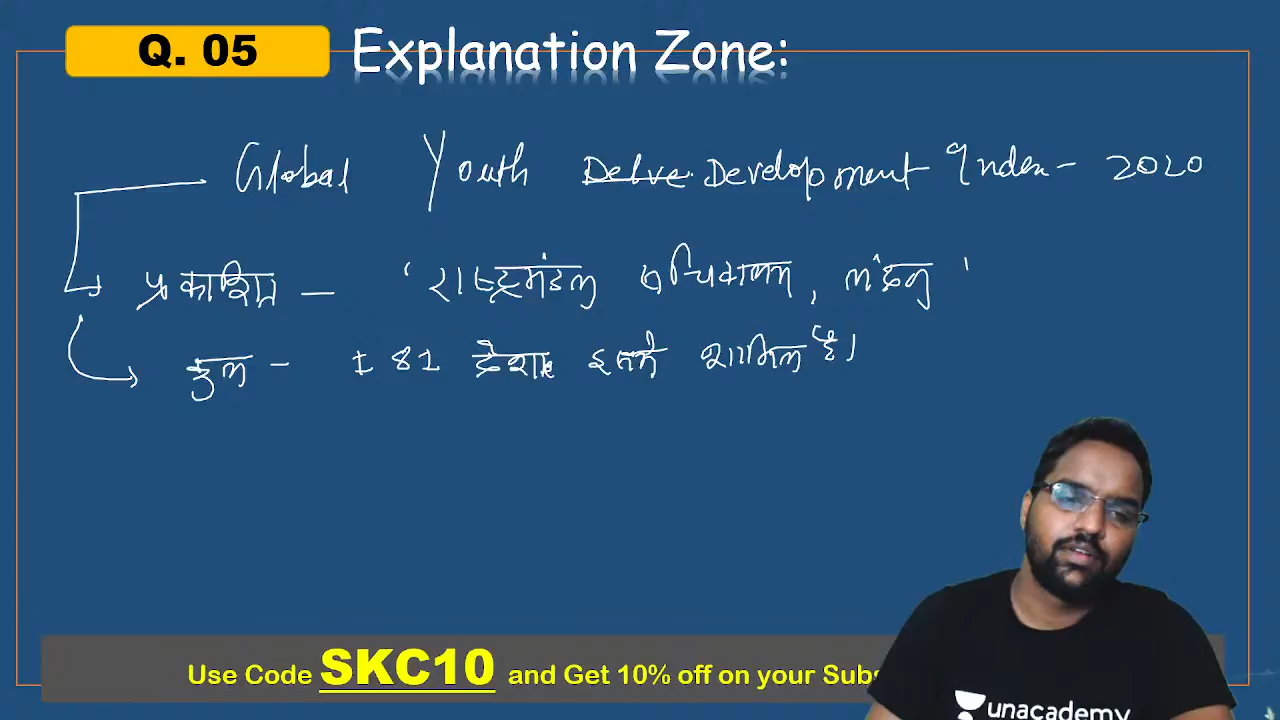 Q. 05 Explanation Zone:
Global Youth Delve. Development Index - 2020
प्रकाशित - ' राष्ट्रमंडल सचिवालय, लंदन '
कुल - 181 देश इसमें शामिल है।
Use Code SKC10 and Get 10% off on your Subs
unacademy